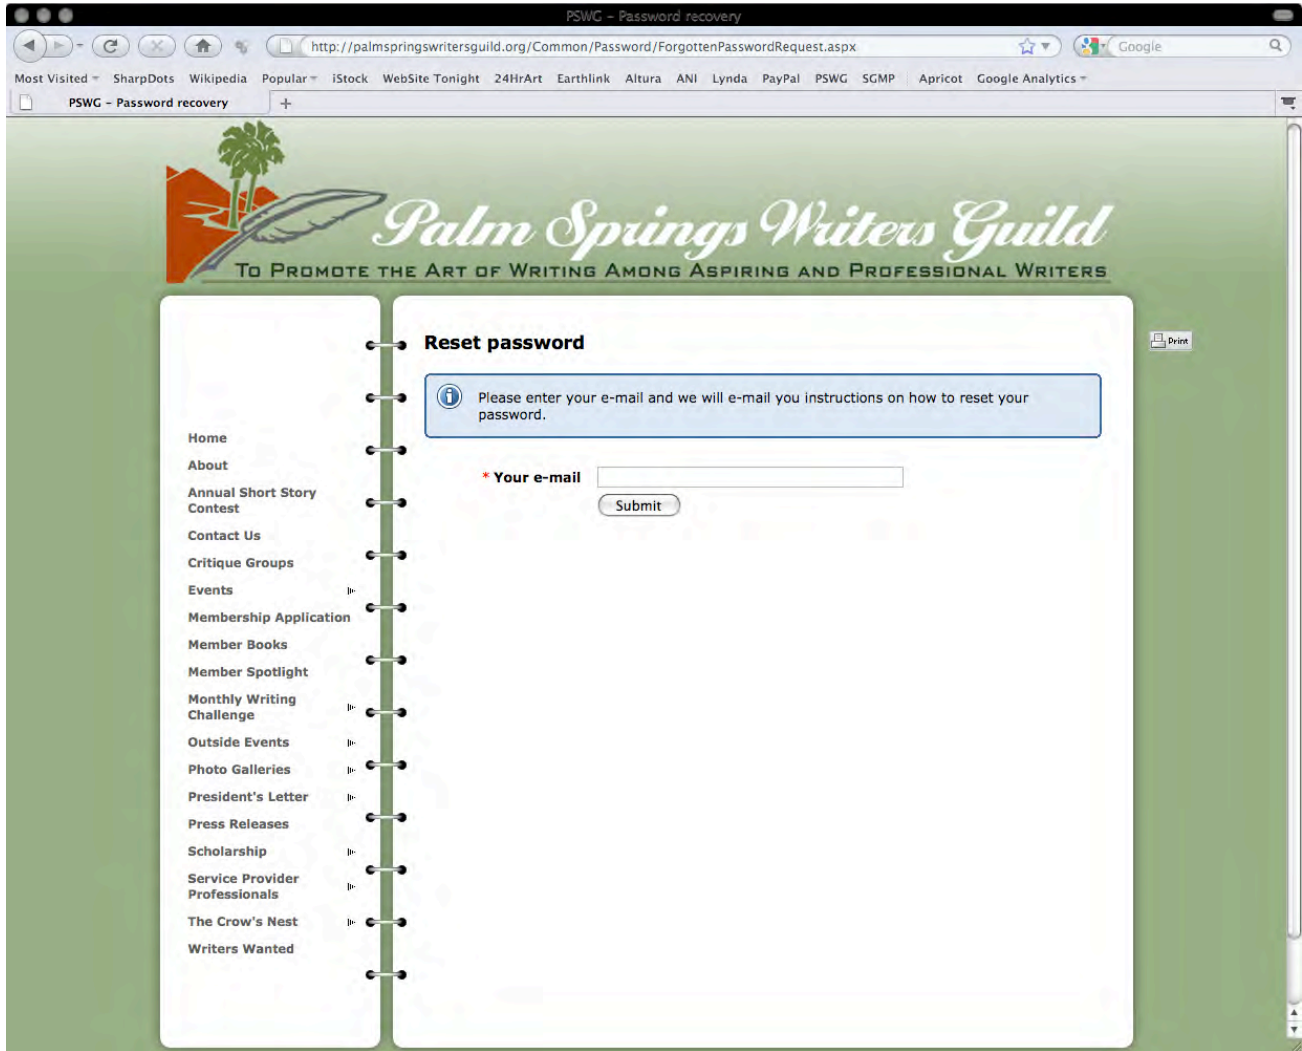 PSWG – Password recovery
http://palmspringswritersguild.org/Common/Password/ForgottenPasswordRequest.aspx
Google
Most Visited SharpDots Wikipedia Popular iStock WebSite Tonight 24HrArt Earthlink Altura ANI Lynda PayPal PSWG SGMP Apricot Google Analytics
PSWG – Password recovery
Palm Springs Writers Guild
To Promote the Art of Writing Among Aspiring and Professional Writers
Reset password
Print
Please enter your e-mail and we will e-mail you instructions on how to reset your
password.
* Your e-mail
Submit
Home
About
Annual Short Story
Contest
Contact Us
Critique Groups
Events
Membership Application
Member Books
Member Spotlight
Monthly Writing
Challenge
Outside Events
Photo Galleries
President's Letter
Press Releases
Scholarship
Service Provider
Professionals
The Crow's Nest
Writers Wanted